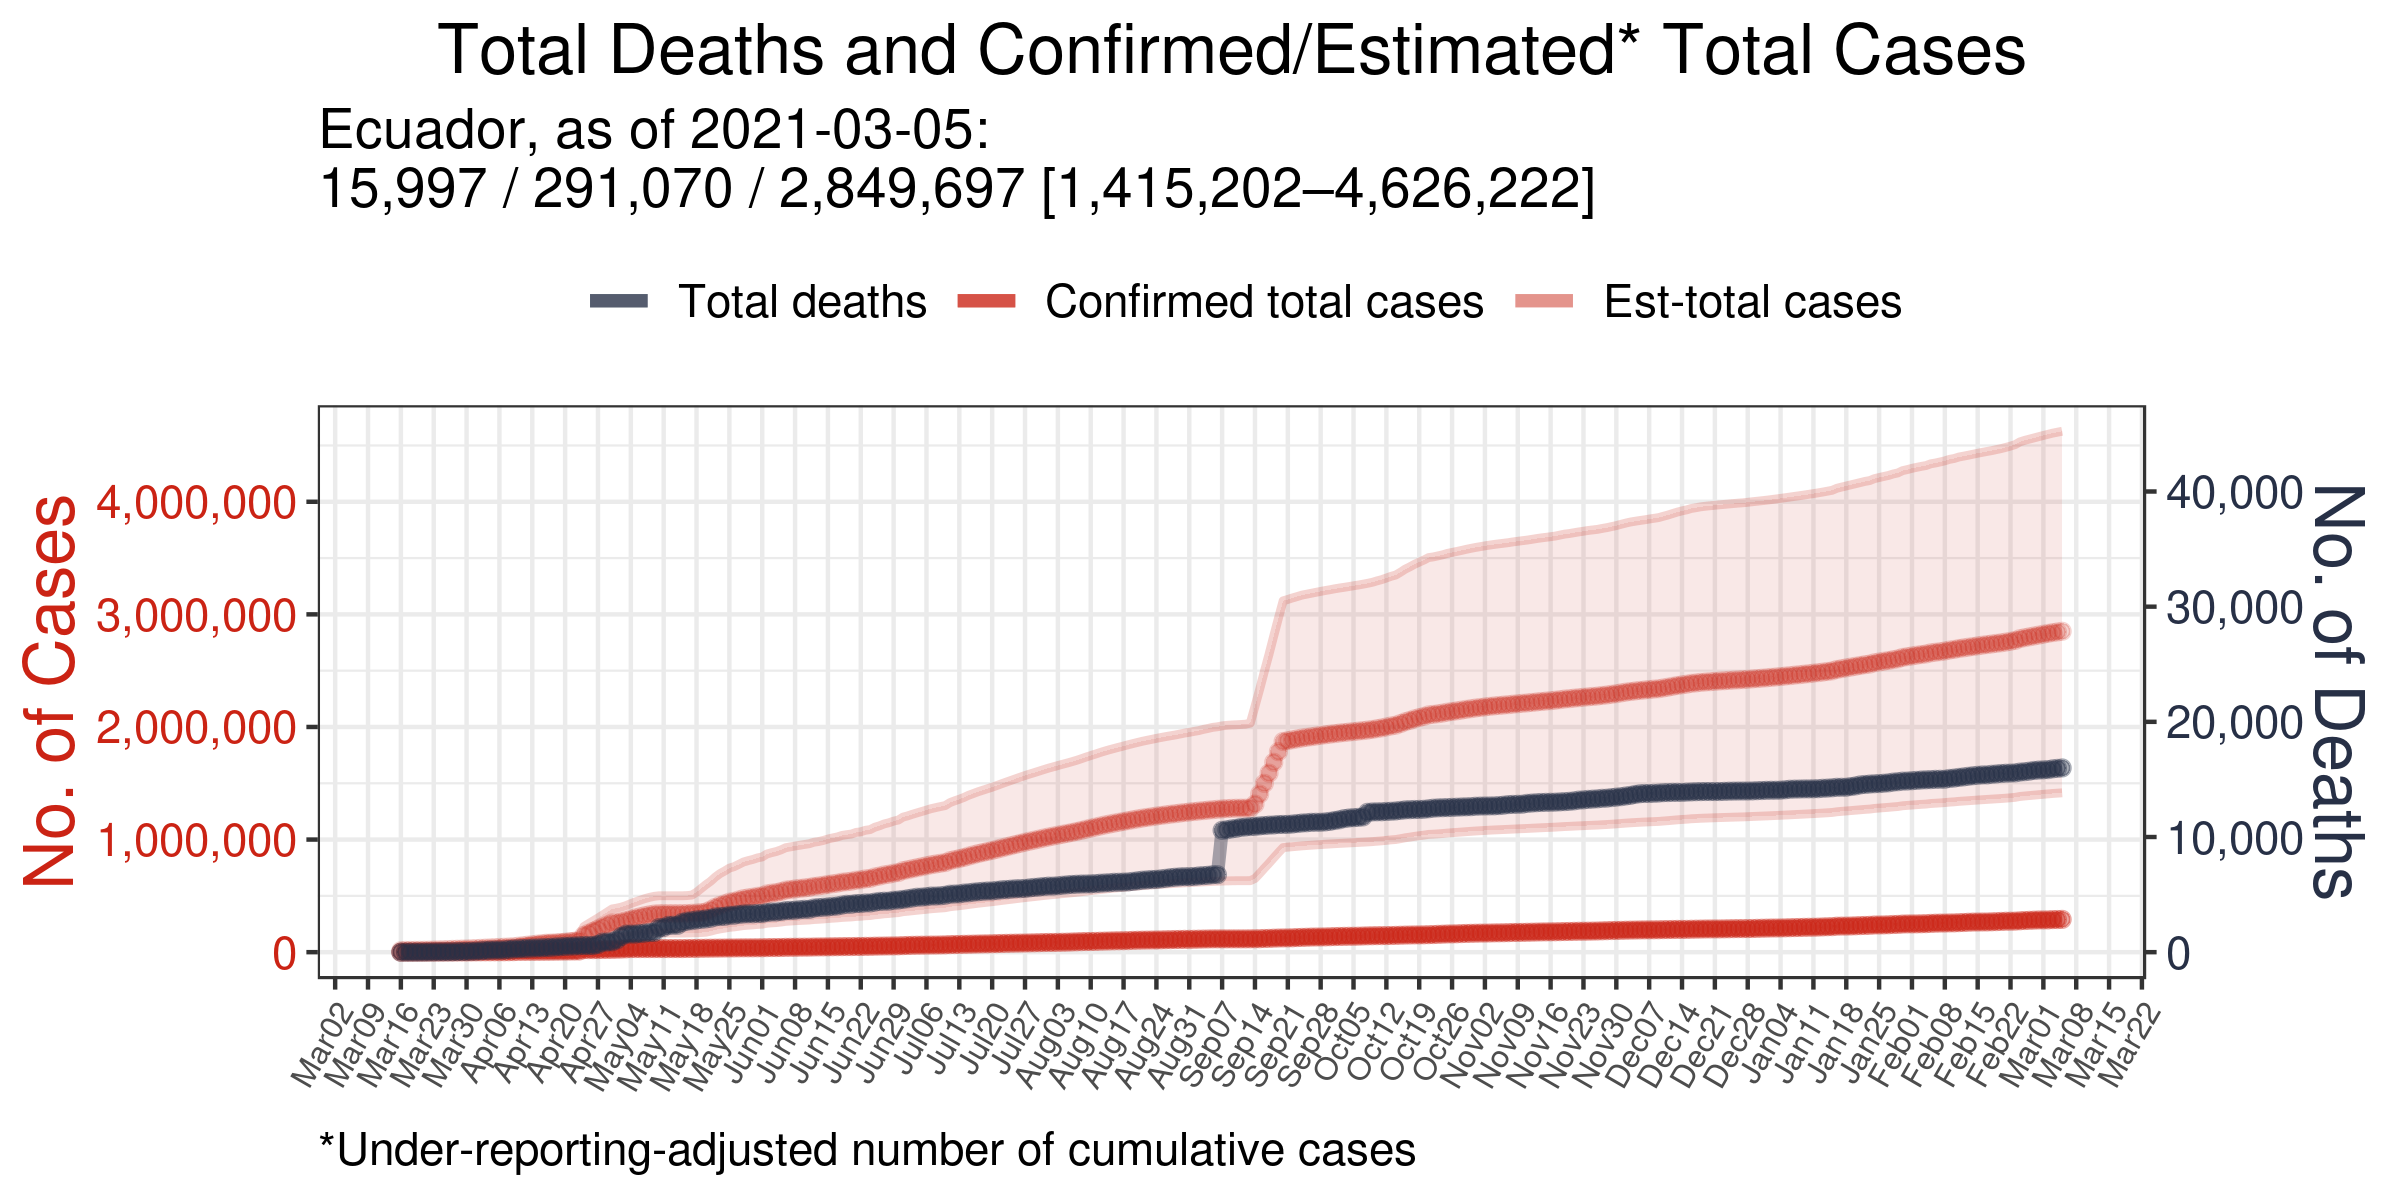 Total Deaths and Confirmed/Estimated* Total Cases
Ecuador, as of 2021-03-05:
15,997 / 291,070 / 2,849,697 [1,415,202–4,626,222]
Total deaths
Confirmed total cases
Est-total cases
No. of Cases
4,000,000
3,000,000
2,000,000
1,000,000
0
40,000
30,000
20,000
10,000
0
No. of Deaths
Mar02
Mar09
Mar16
Mar23
Mar30
Apr06
Apr13
Apr20
Apr27
May04
May11
May18
May25
Jun01
Jun08
Jun15
Jun22
Jun29
Jul06
Jul13
Jul20
Jul27
Aug03
Aug10
Aug17
Aug24
Aug31
Sep07
Sep14
Sep21
Sep28
Oct05
Oct12
Oct19
Oct26
Nov02
Nov09
Nov16
Nov23
Nov30
Dec07
Dec14
Dec21
Dec28
Jan04
Jan11
Jan18
Jan25
Feb01
Feb08
Feb15
Feb22
Mar01
Mar08
Mar15
Mar22
*Under-reporting-adjusted number of cumulative cases